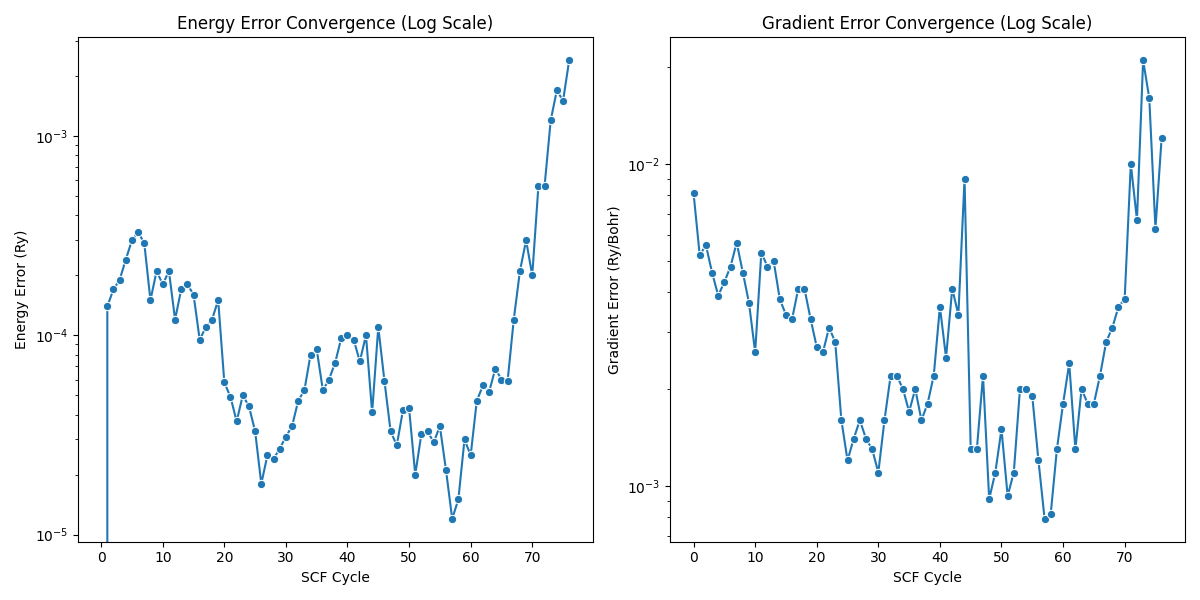 Energy Error Convergence (Log Scale)
Energy Error (Ry)
10⁻³
10⁻⁴
10⁻⁵
0 10 20 30 40 50 60 70
SCF Cycle
Gradient Error Convergence (Log Scale)
Gradient Error (Ry/Bohr)
10⁻²
10⁻³
0 10 20 30 40 50 60 70
SCF Cycle